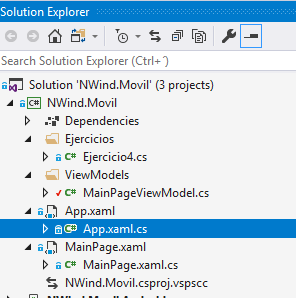 Solution Explorer
Search Solution Explorer (Ctrl+´)
Solution 'NWind.Movil' (3 projects)
NWind.Movil
Dependencies
Ejercicios
Ejercicio4.cs
ViewModels
MainPageViewModel.cs
App.xaml
App.xaml.cs
MainPage.xaml
MainPage.xaml.cs
NWind.Movil.csproj.vspscc